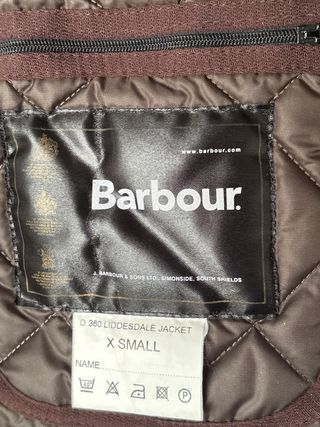 www.barbour.com
Barbour.
J. BARBOUR & SONS LTD., SIMONSIDE, SOUTH SHIELDS
D 360 LIDDESDALE JACKET
X SMALL
NAME
P